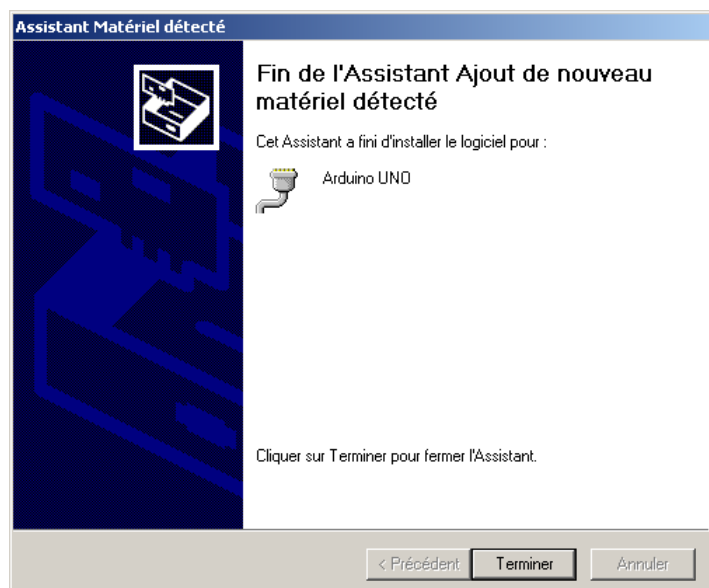 Assistant Matériel détecté
Fin de l'Assistant Ajout de nouveau
matériel détecté
Cet Assistant a fini d'installer le logiciel pour :
Arduino UNO
Cliquer sur Terminer pour fermer l'Assistant.
< Précédent Terminer Annuler